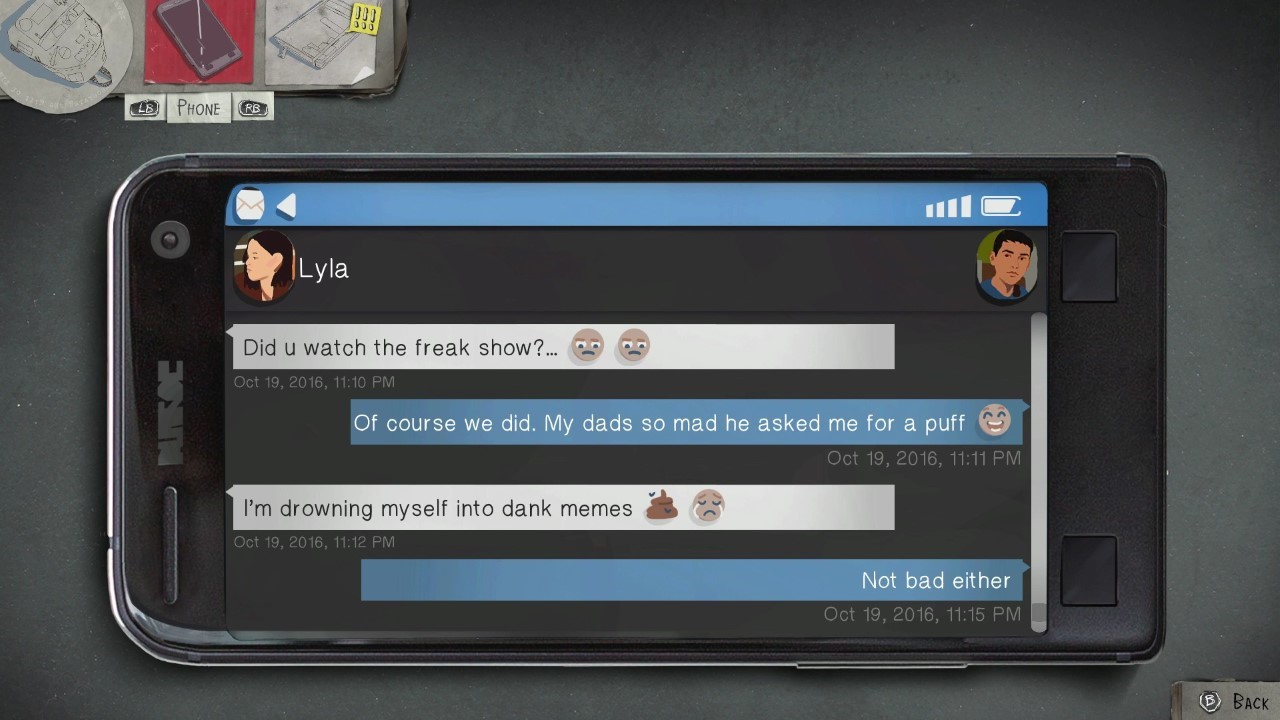 LB PHONE RB
Lyla
Did u watch the freak show?...
Oct 19, 2016, 11:10 PM
Of course we did. My dads so mad he asked me for a puff
Oct 19, 2016, 11:11 PM
I'm drowning myself into dank memes
Oct 19, 2016, 11:12 PM
Not bad either
Oct 19, 2016, 11:15 PM
B BACK